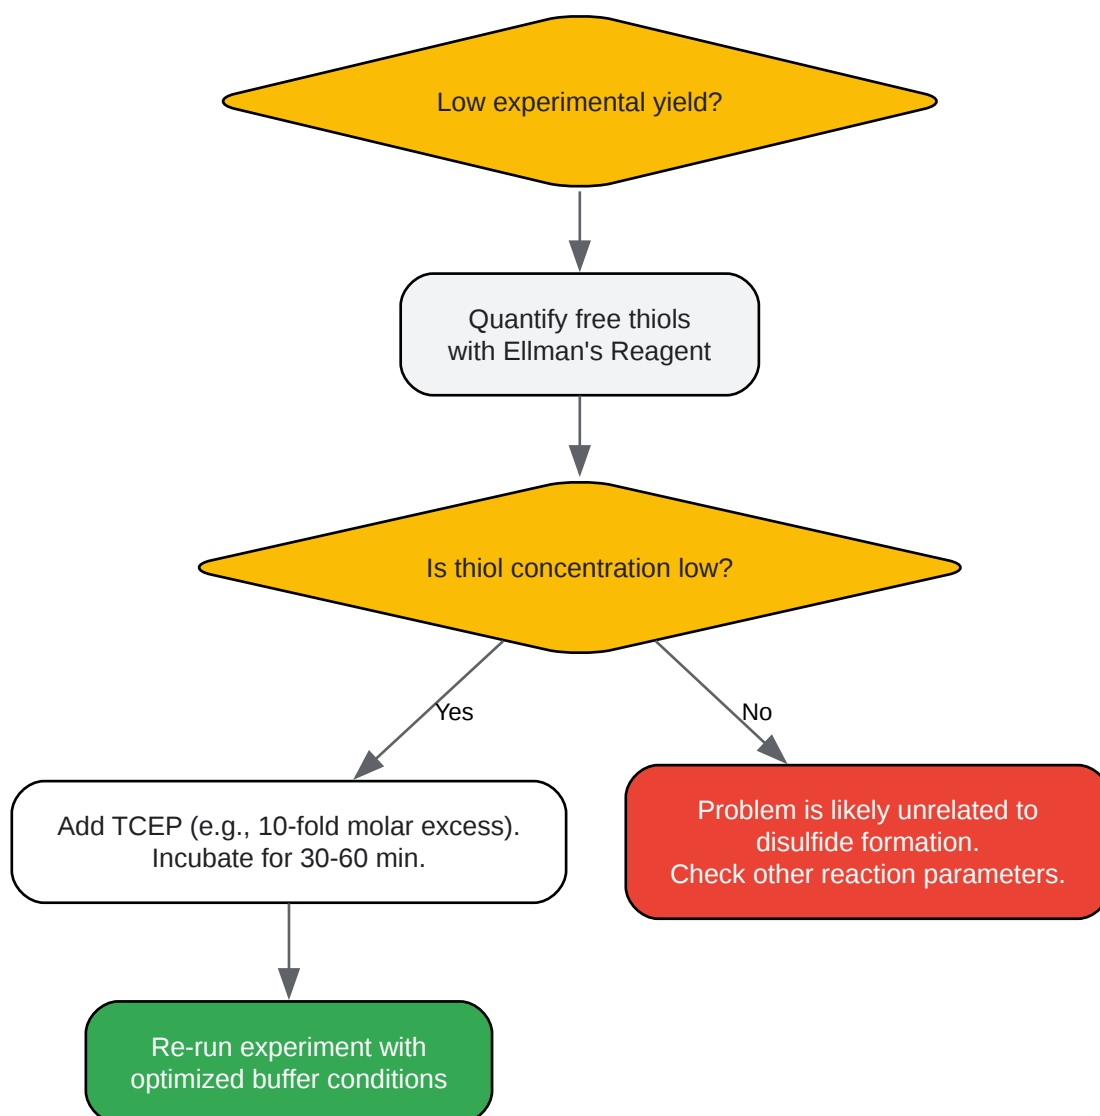 Low experimental yield?
Quantify free thiols
with Ellman's Reagent
Is thiol concentration low?
Yes
No
Add TCEP (e.g., 10-fold molar excess).
Incubate for 30-60 min.
Problem is likely unrelated to
disulfide formation.
Check other reaction parameters.
Re-run experiment with
optimized buffer conditions